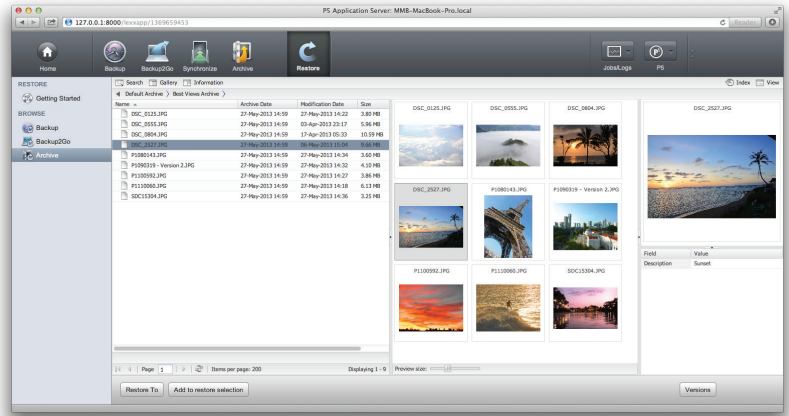 P5 Application Server: MMB-MacBook-Pro.local
127.0.0.1:8000/lexxapp/1369659453
Reader
Home Backup Backup2Go Synchronize Archive Restore Jobs/Logs P5
RESTORE
Getting Started
BROWSE
Backup
Backup2Go
Archive
Search Gallery Information Index View
Default Archive Best Views Archive
Name Archive Date Modification Date Size
DSC_0125.JPG 27-May-2013 14:59 27-May-2013 14:22 3.80 MB
DSC_0555.JPG 27-May-2013 14:59 03-Apr-2013 23:17 5.96 MB
DSC_0804.JPG 27-May-2013 14:59 17-Apr-2013 05:33 10.59 MB
DSC_2527.JPG 27-May-2013 14:59 06-May-2013 15:04 9.66 MB
P1080143.JPG 27-May-2013 14:59 27-May-2013 14:34 3.60 MB
P1090319 - Version 2.JPG 27-May-2013 14:59 27-May-2013 14:32 4.10 MB
P1100592.JPG 27-May-2013 14:59 27-May-2013 14:27 3.86 MB
P1110060.JPG 27-May-2013 14:59 27-May-2013 14:18 6.13 MB
SOC15304.JPG 27-May-2013 14:59 27-May-2013 14:36 3.25 MB
DSC_0125.JPG DSC_0555.JPG DSC_0804.JPG
DSC_2527.JPG P1080143.JPG P1090319 - Version 2.JPG
P1100592.JPG P1110060.JPG SOC15304.JPG
DSC_2527.JPG
Field Value
Description Sunset
Page 1 Items per page: 200 Displaying 1 - 9
Preview size:
Restore To Add to restore selection Versions